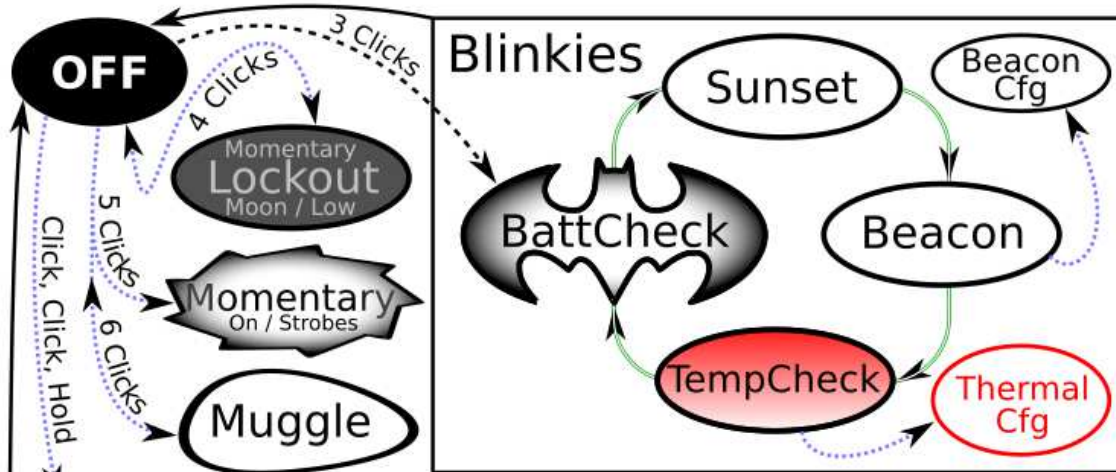 OFF
3 Clicks
4 Clicks
Momentary
Lockout
Moon / Low
5 Clicks
Momentary
On / Strobes
6 Clicks
Muggle
Click, Click, Hold
Blinkies
Sunset
Beacon
Cfg
BattCheck
Beacon
TempCheck
Thermal
Cfg